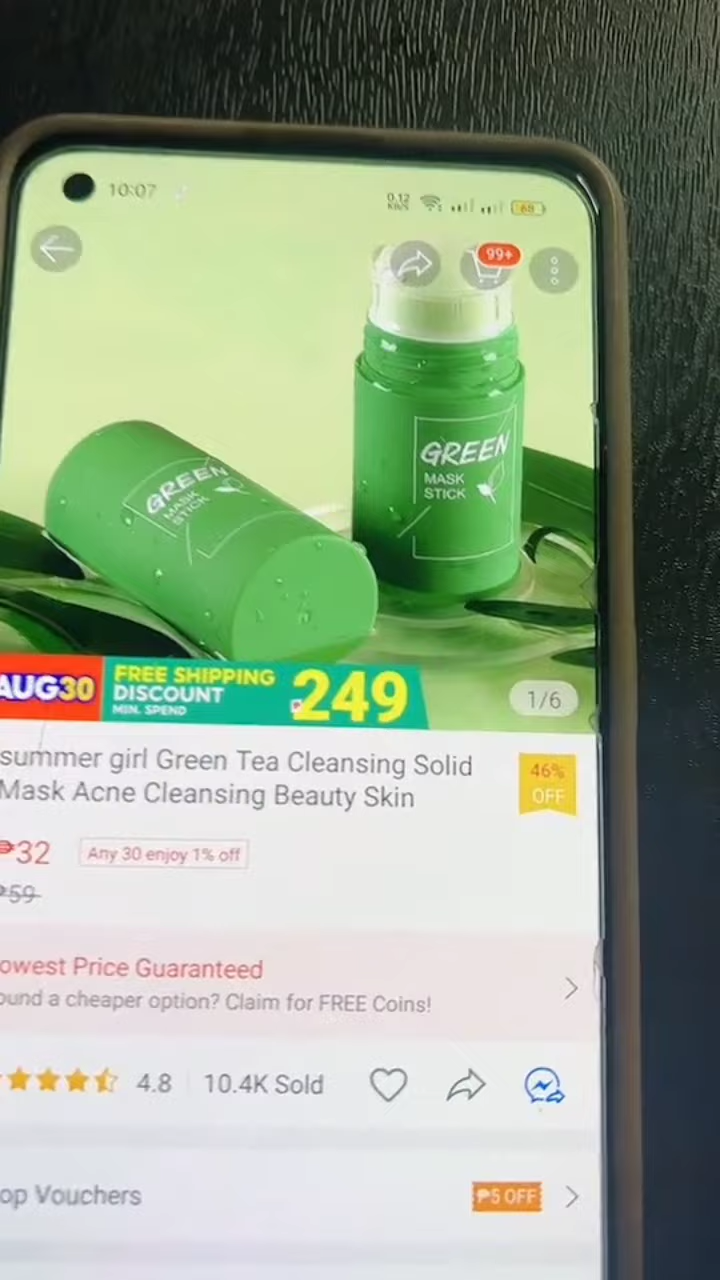 10:07
0.12
KB/S
68
99+
GREEN
MASK
STICK
GREEN
MASK
STICK
AUG30
FREE SHIPPING
DISCOUNT
MIN. SPEND
249
1/6
summer girl Green Tea Cleansing Solid
Mask Acne Cleansing Beauty Skin
46%
OFF
₱32
Any 30 enjoy 1% off
₱59
owest Price Guaranteed
ound a cheaper option? Claim for FREE Coins!
4.8
10.4K Sold
op Vouchers
₱5 OFF